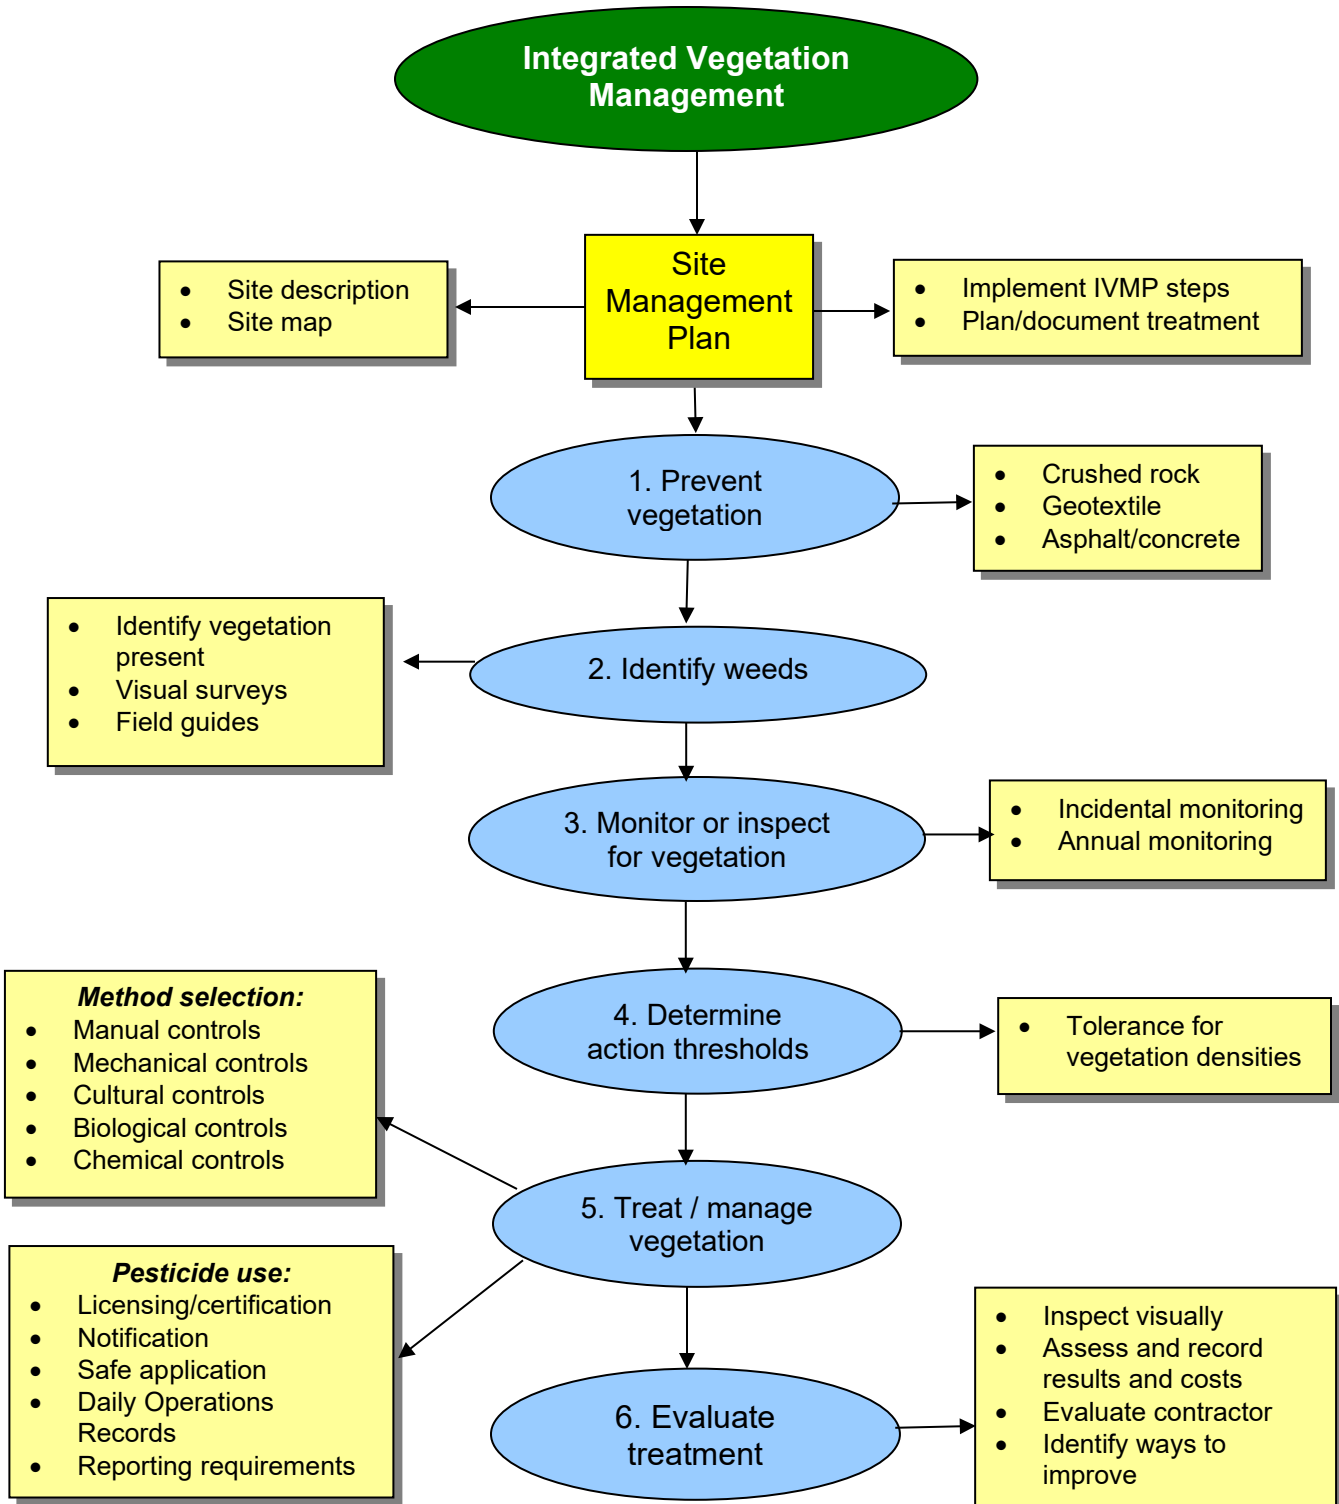 Integrated Vegetation
Management
Site
Management
Plan
• Site description
• Site map
• Implement IVMP steps
• Plan/document treatment
1. Prevent
vegetation
• Crushed rock
• Geotextile
• Asphalt/concrete
2. Identify weeds
• Identify vegetation
present
• Visual surveys
• Field guides
3. Monitor or inspect
for vegetation
• Incidental monitoring
• Annual monitoring
4. Determine
action thresholds
• Tolerance for
vegetation densities
Method selection:
• Manual controls
• Mechanical controls
• Cultural controls
• Biological controls
• Chemical controls
5. Treat / manage
vegetation
Pesticide use:
• Licensing/certification
• Notification
• Safe application
• Daily Operations
Records
• Reporting requirements
6. Evaluate
treatment
• Inspect visually
• Assess and record
results and costs
• Evaluate contractor
• Identify ways to
improve